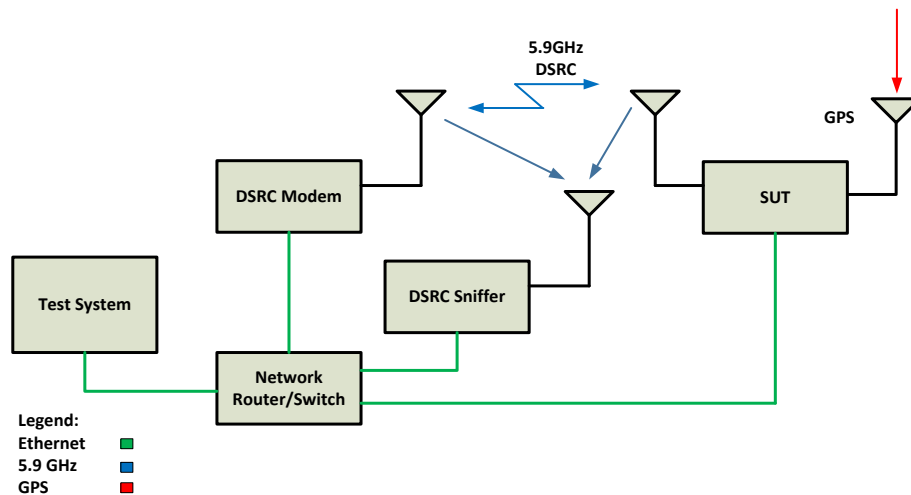 5.9GHz
DSRC
GPS
DSRC Modem
SUT
DSRC Sniffer
Test System
Network
Router/Switch
Legend:
Ethernet
5.9 GHz
GPS